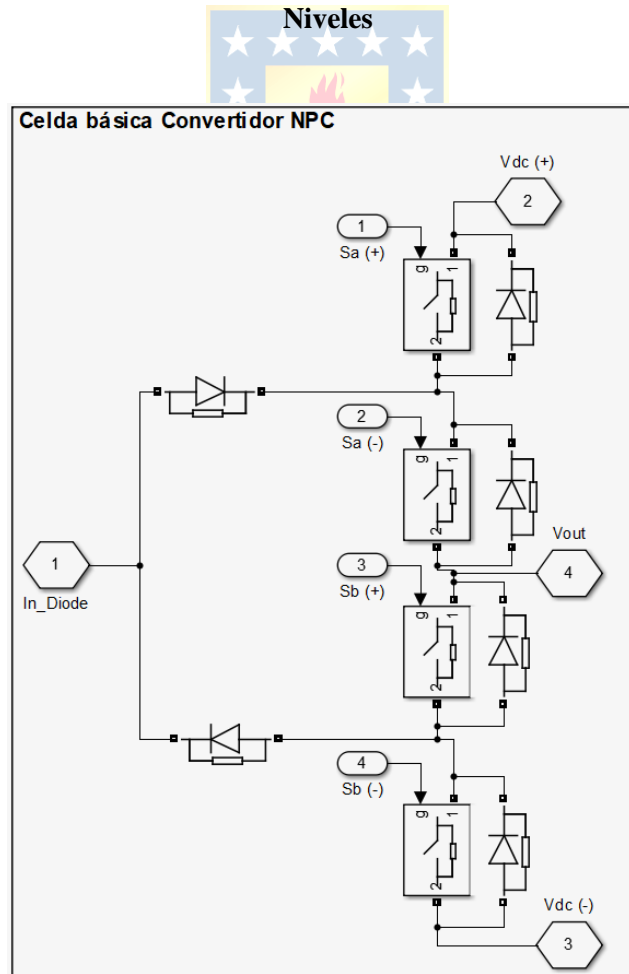 Niveles
Celda básica Convertidor NPC
Vdc (+)
2
1
Sa (+)
g
1
2
2
Sa (-)
g
1
2
Vout
4
1
In_Diode
3
Sb (+)
g
1
2
4
Sb (-)
g
1
2
Vdc (-)
3